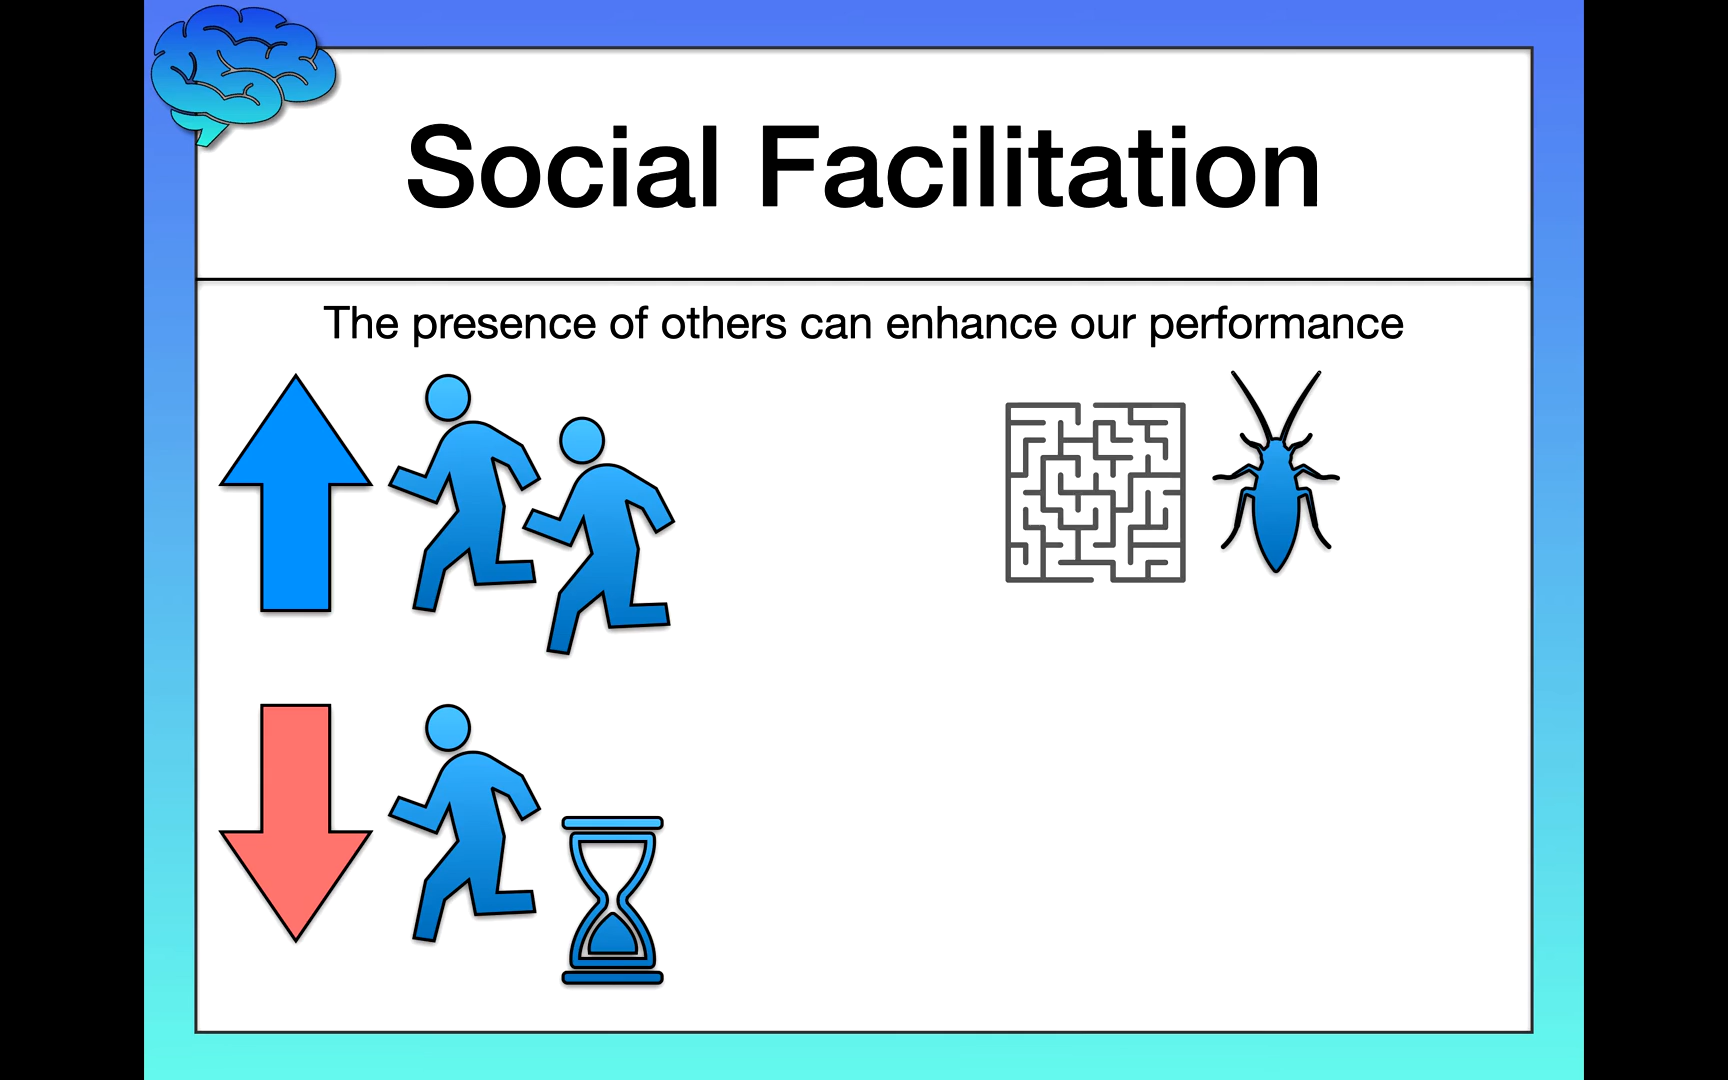 Social Facilitation
The presence of others can enhance our performance